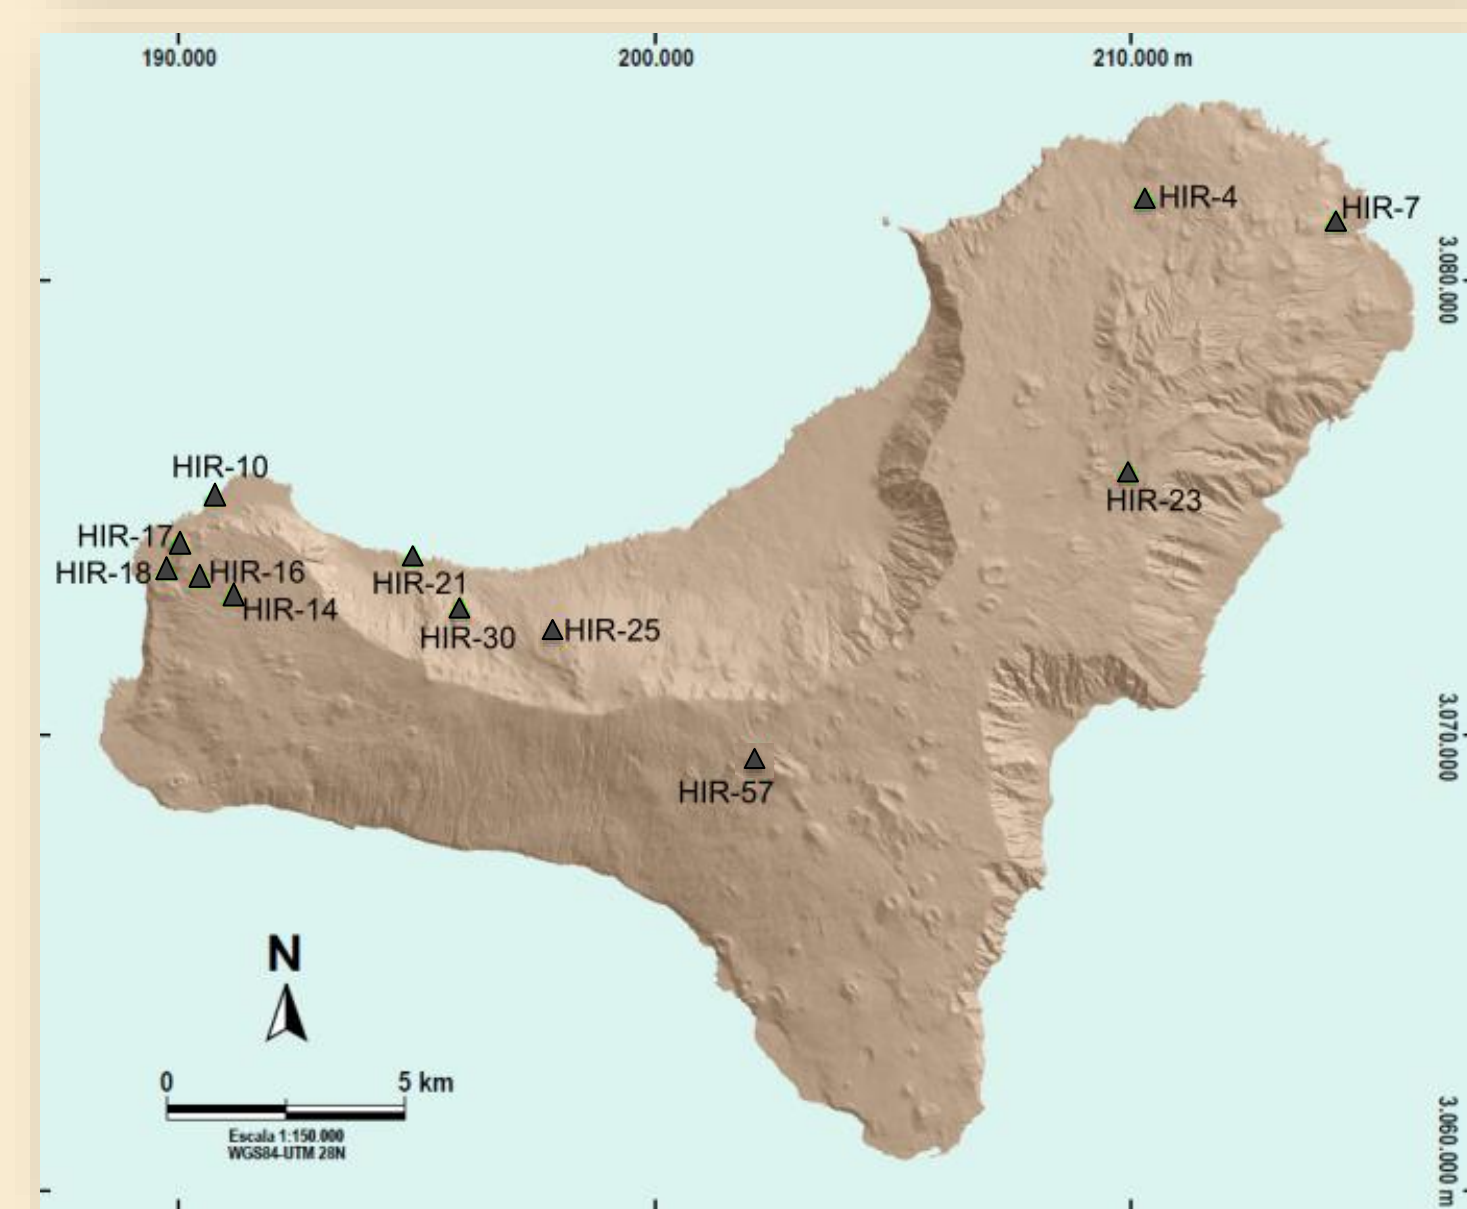 190.000
200.000
210.000 m
HIR-4
HIR-7
3.080.000
HIR-10
HIR-23
HIR-17
HIR-18
HIR-16
HIR-21
HIR-14
HIR-30
HIR-25
3.070.000
HIR-57
N
0
5 km
Escala 1:150.000
WGS84-UTM 28N
3.060.000 m